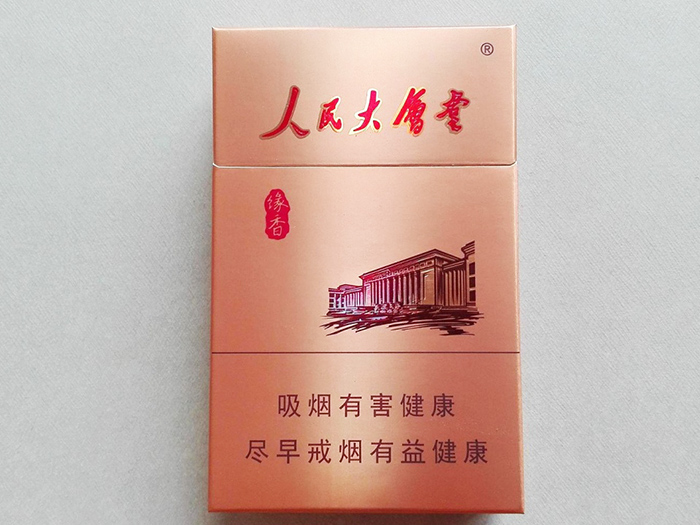 ®
人民大會堂
缘香
吸烟有害健康
尽早戒烟有益健康